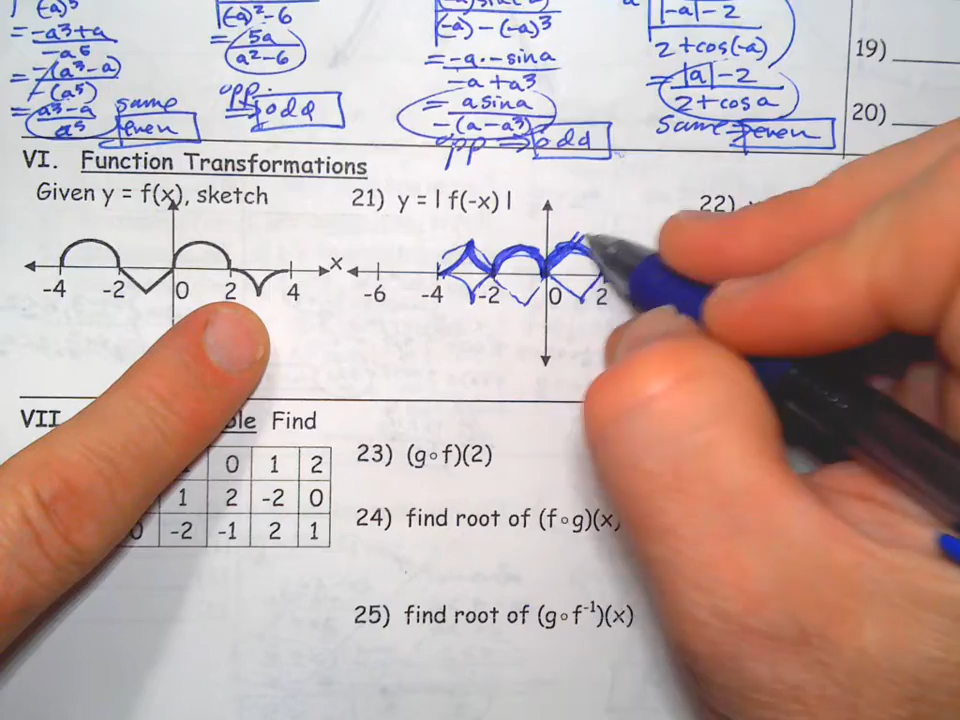 (-a)⁵
= -a³+a
-a⁵
= -(a³-a)
-(a⁵)
= a³-a
a⁵
same
even
(-a)²-6
= 5a
a²-6
opp.
⇒ odd
(-a)-(-a)³
= -a·-sina
-a+a³
= a sina
-(a-a³)
opp ⇒ odd
|-a|-2
2+cos(-a)
= |a|-2
2+cosa
same ⇒ even
19)
20)
VI. Function Transformations
Given y = f(x), sketch
21) y = | f(-x) |
22)
-4 -2 0 2 4 x
-6 -4 -2 0 2
VII
Find
0 1 2
1 2 -2 0
0 -2 -1 2 1
23) (g∘f)(2)
24) find root of (f∘g)(x)
25) find root of (g∘f⁻¹)(x)